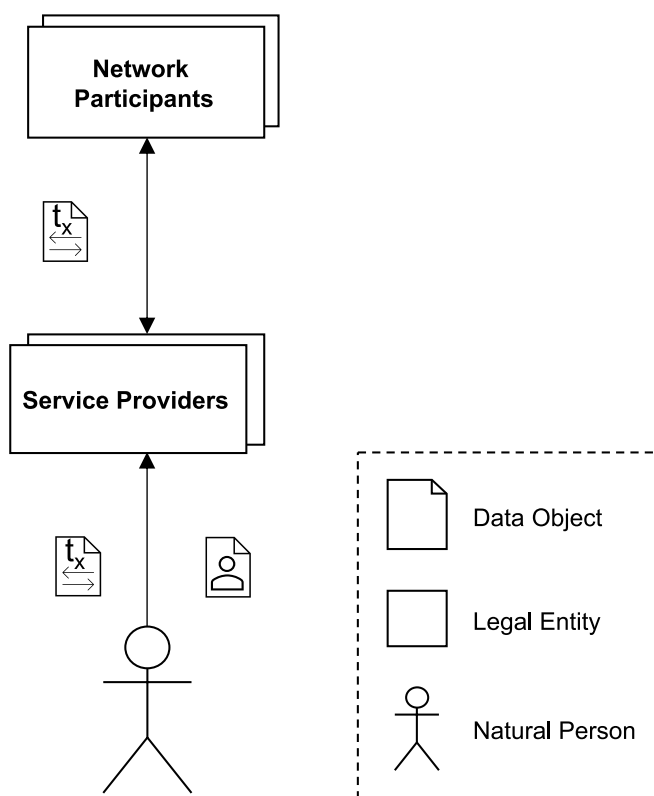 Network
Participants
tx
Service Providers
tx
Data Object
Legal Entity
Natural Person